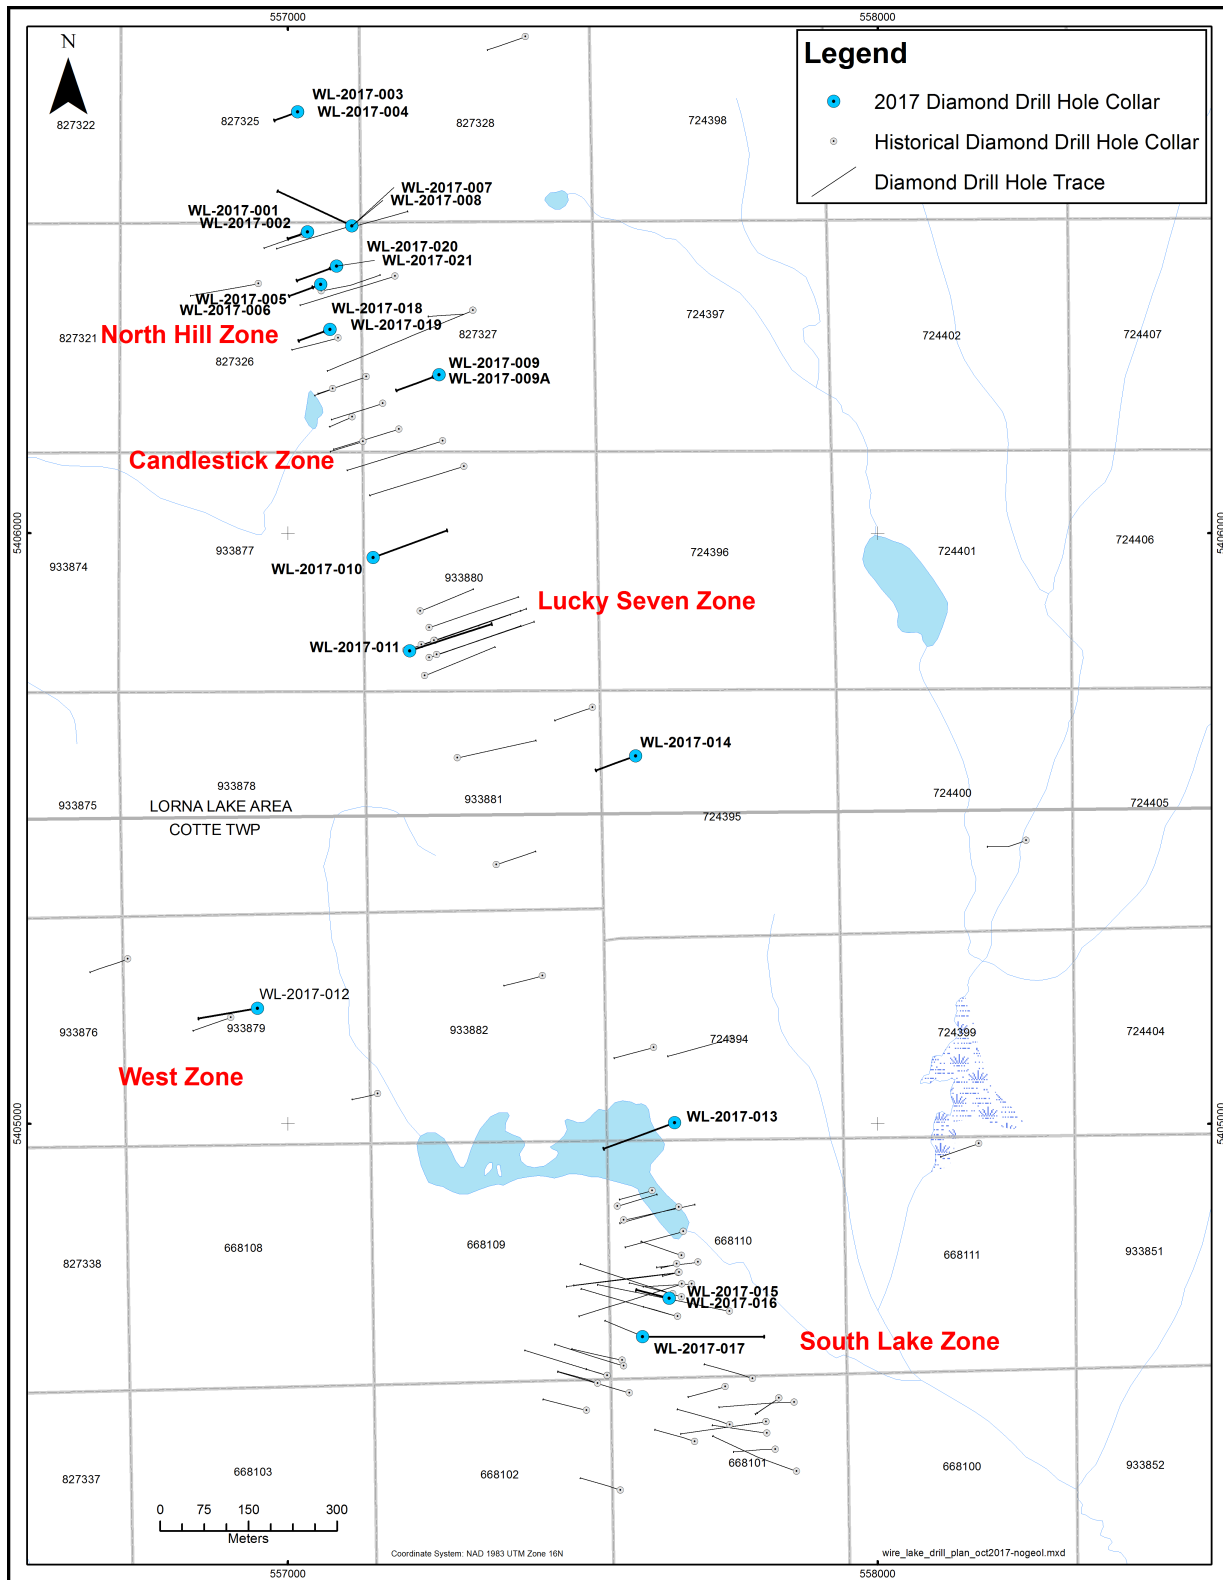 557000
558000
N
Legend
2017 Diamond Drill Hole Collar
Historical Diamond Drill Hole Collar
Diamond Drill Hole Trace
WL-2017-003
WL-2017-004
827322
827325
827328
724398
WL-2017-007
WL-2017-008
WL-2017-001
WL-2017-002
WL-2017-020
WL-2017-021
WL-2017-005
WL-2017-006
WL-2017-018
WL-2017-019
North Hill Zone
827321
827326
827327
724397
724402
724407
WL-2017-009
WL-2017-009A
Candlestick Zone
5406000
5406000
933874
933877
WL-2017-010
933880
724396
724401
724406
Lucky Seven Zone
WL-2017-011
WL-2017-014
933875
933878
933881
724395
724400
724405
LORNA LAKE AREA
COTTE TWP
WL-2017-012
933876
933879
933882
724394
724399
724404
West Zone
5405000
5405000
WL-2017-013
827338
668108
668109
668110
668111
933851
WL-2017-015
WL-2017-016
WL-2017-017
South Lake Zone
827337
668103
668102
668101
668100
933852
0 75 150 300
Meters
Coordinate System: NAD 1983 UTM Zone 16N
wire_lake_drill_plan_oct2017-nogeol.mxd
557000
558000